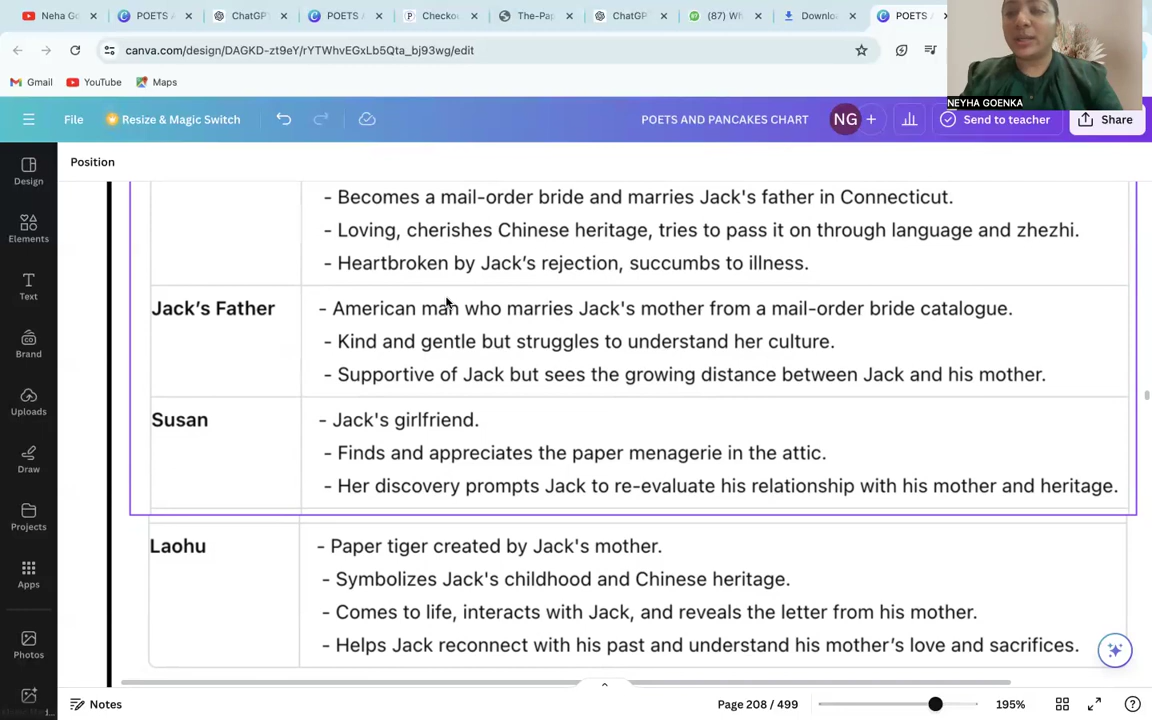 Neha Go
POETS A
ChatGP
POETS
Checko
The-Pap
ChatGP
(87) Wh
Downlo
POETS A
canva.com/design/DAGKD-zt9eY/rYTWhvEGxLb5Qta_bj93wg/edit
Gmail
YouTube
Maps
NEYHA GOENKA
File
Resize & Magic Switch
POETS AND PANCAKES CHART
NG
+
Send to teacher
Share
Position
Design
Elements
Text
Brand
Uploads
Draw
Projects
Apps
Photos
- Becomes a mail-order bride and marries Jack's father in Connecticut.
- Loving, cherishes Chinese heritage, tries to pass it on through language and zhezhi.
- Heartbroken by Jack's rejection, succumbs to illness.
Jack's Father
- American man who marries Jack's mother from a mail-order bride catalogue.
- Kind and gentle but struggles to understand her culture.
- Supportive of Jack but sees the growing distance between Jack and his mother.
Susan
- Jack's girlfriend.
- Finds and appreciates the paper menagerie in the attic.
- Her discovery prompts Jack to re-evaluate his relationship with his mother and heritage.
Laohu
- Paper tiger created by Jack's mother.
- Symbolizes Jack's childhood and Chinese heritage.
- Comes to life, interacts with Jack, and reveals the letter from his mother.
- Helps Jack reconnect with his past and understand his mother's love and sacrifices.
Notes
Page 208 / 499
195%